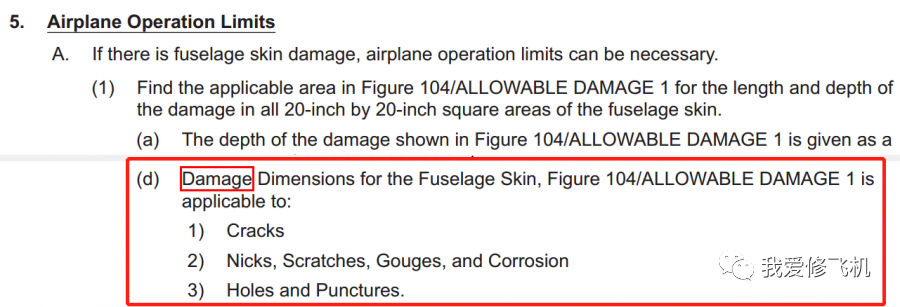 5. Airplane Operation Limits
A. If there is fuselage skin damage, airplane operation limits can be necessary.
(1) Find the applicable area in Figure 104/ALLOWABLE DAMAGE 1 for the length and depth of
the damage in all 20-inch by 20-inch square areas of the fuselage skin.
(a) The depth of the damage shown in Figure 104/ALLOWABLE DAMAGE 1 is given as a
(d) Damage Dimensions for the Fuselage Skin, Figure 104/ALLOWABLE DAMAGE 1 is
applicable to:
1) Cracks
2) Nicks, Scratches, Gouges, and Corrosion
3) Holes and Punctures.
我爱修飞机